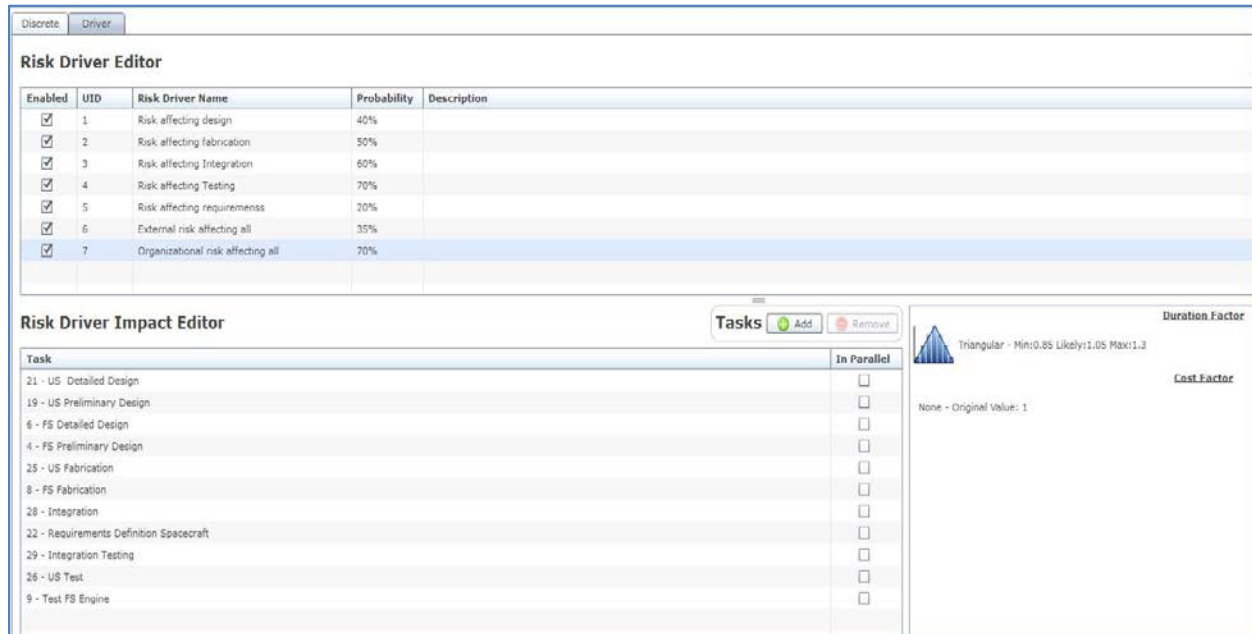 Discrete Driver
Risk Driver Editor
Enabled UID Risk Driver Name Probability Description
1 Risk affecting design 40%
2 Risk affecting fabrication 50%
3 Risk affecting Integration 60%
4 Risk affecting Testing 70%
5 Risk affecting requiremenss 20%
6 External risk affecting all 35%
7 Organizational risk affecting all 70%
Risk Driver Impact Editor Tasks Add Remove
Task In Parallel
21 - US Detailed Design
19 - US Preliminary Design
6 - FS Detailed Design
4 - FS Preliminary Design
25 - US Fabrication
8 - FS Fabrication
28 - Integration
22 - Requirements Definition Spacecraft
29 - Integration Testing
26 - US Test
9 - Test FS Engine
Duration Factor
Triangular - Min:0.85 Likely:1.05 Max:1.3
Cost Factor
None - Original Value: 1